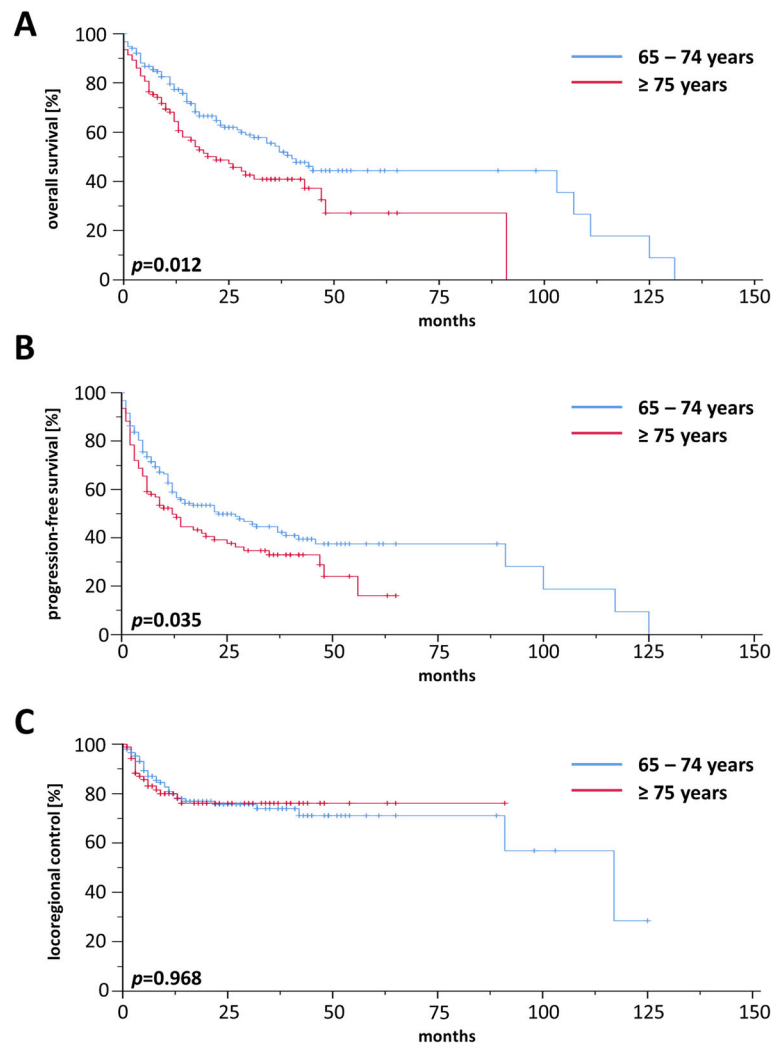 A
overall survival [%]
100
80
60
40
20
0
65 – 74 years
≥ 75 years
p=0.012
0 25 50 75 100 125 150
months
B
progression-free survival [%]
100
80
60
40
20
0
65 – 74 years
≥ 75 years
p=0.035
0 25 50 75 100 125 150
months
C
locoregional control [%]
100
80
60
40
20
0
65 – 74 years
≥ 75 years
p=0.968
0 25 50 75 100 125 150
months